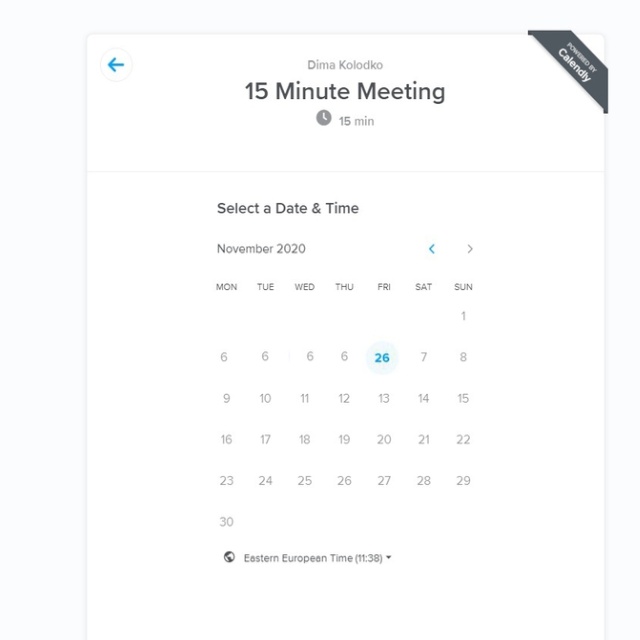 POWERED BY
Calendly
Dima Kolodko
15 Minute Meeting
15 min
Select a Date & Time
November 2020
MON TUE WED THU FRI SAT SUN
1
6 6 6 6 26 7 8
9 10 11 12 13 14 15
16 17 18 19 20 21 22
23 24 25 26 27 28 29
30
Eastern European Time (11:38)